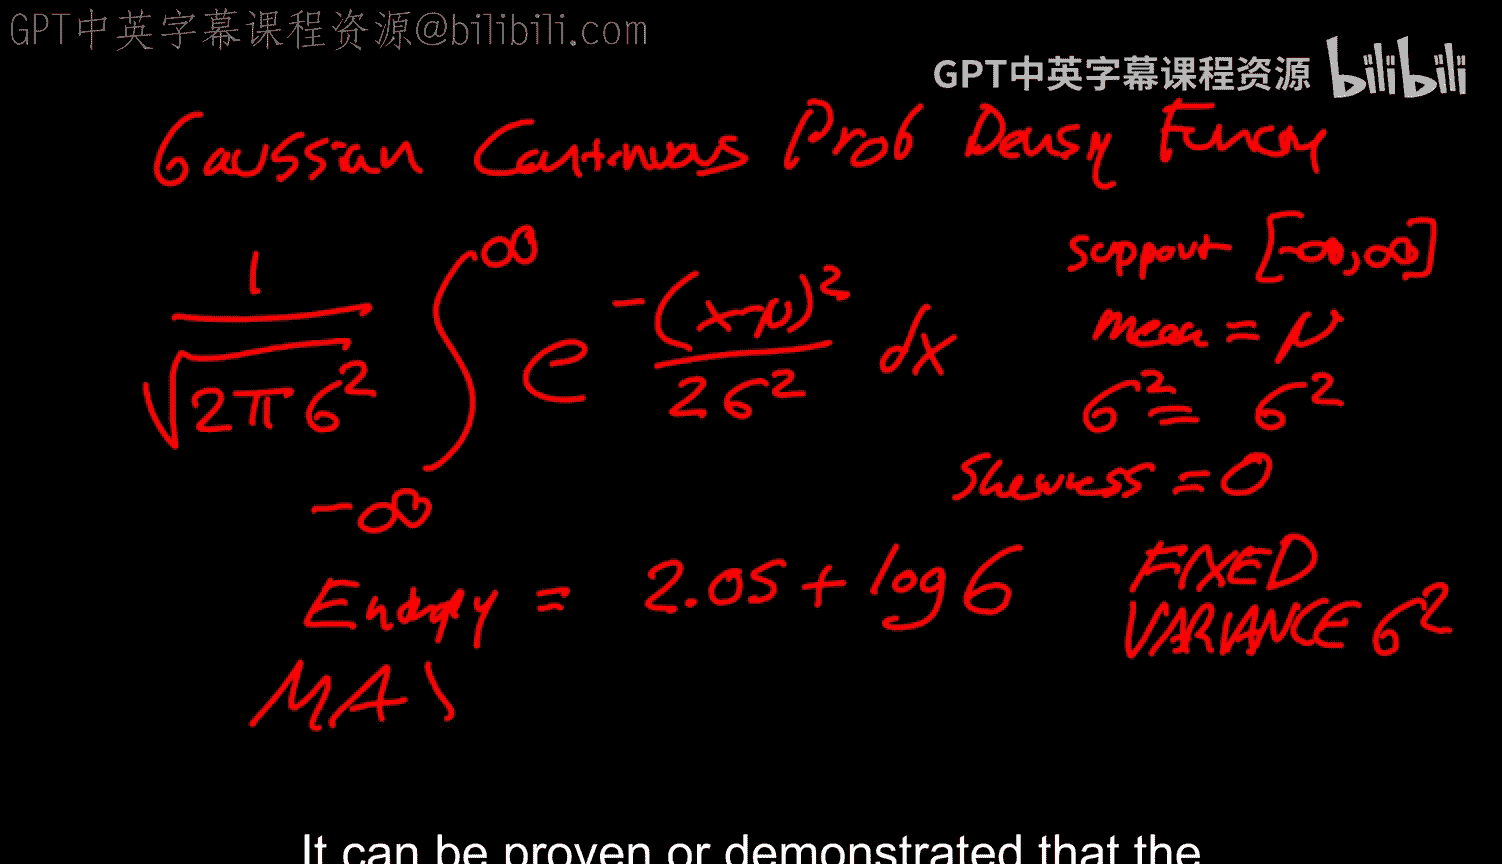 GPT中英字幕课程资源@bilibili.com
GPT中英字幕课程资源 bilibili
Gaussian Continuous Prob Density Function
1/√(2πσ²) ∫_{-∞}^{∞} e^{-(x-μ)²/2σ²} dx
support [-∞,∞]
mean = μ
σ² = σ²
Skewness = 0
Entropy = 2.05 + log σ
FIXED
VARIANCE σ²
MA\
It can be proven or demonstrated that the